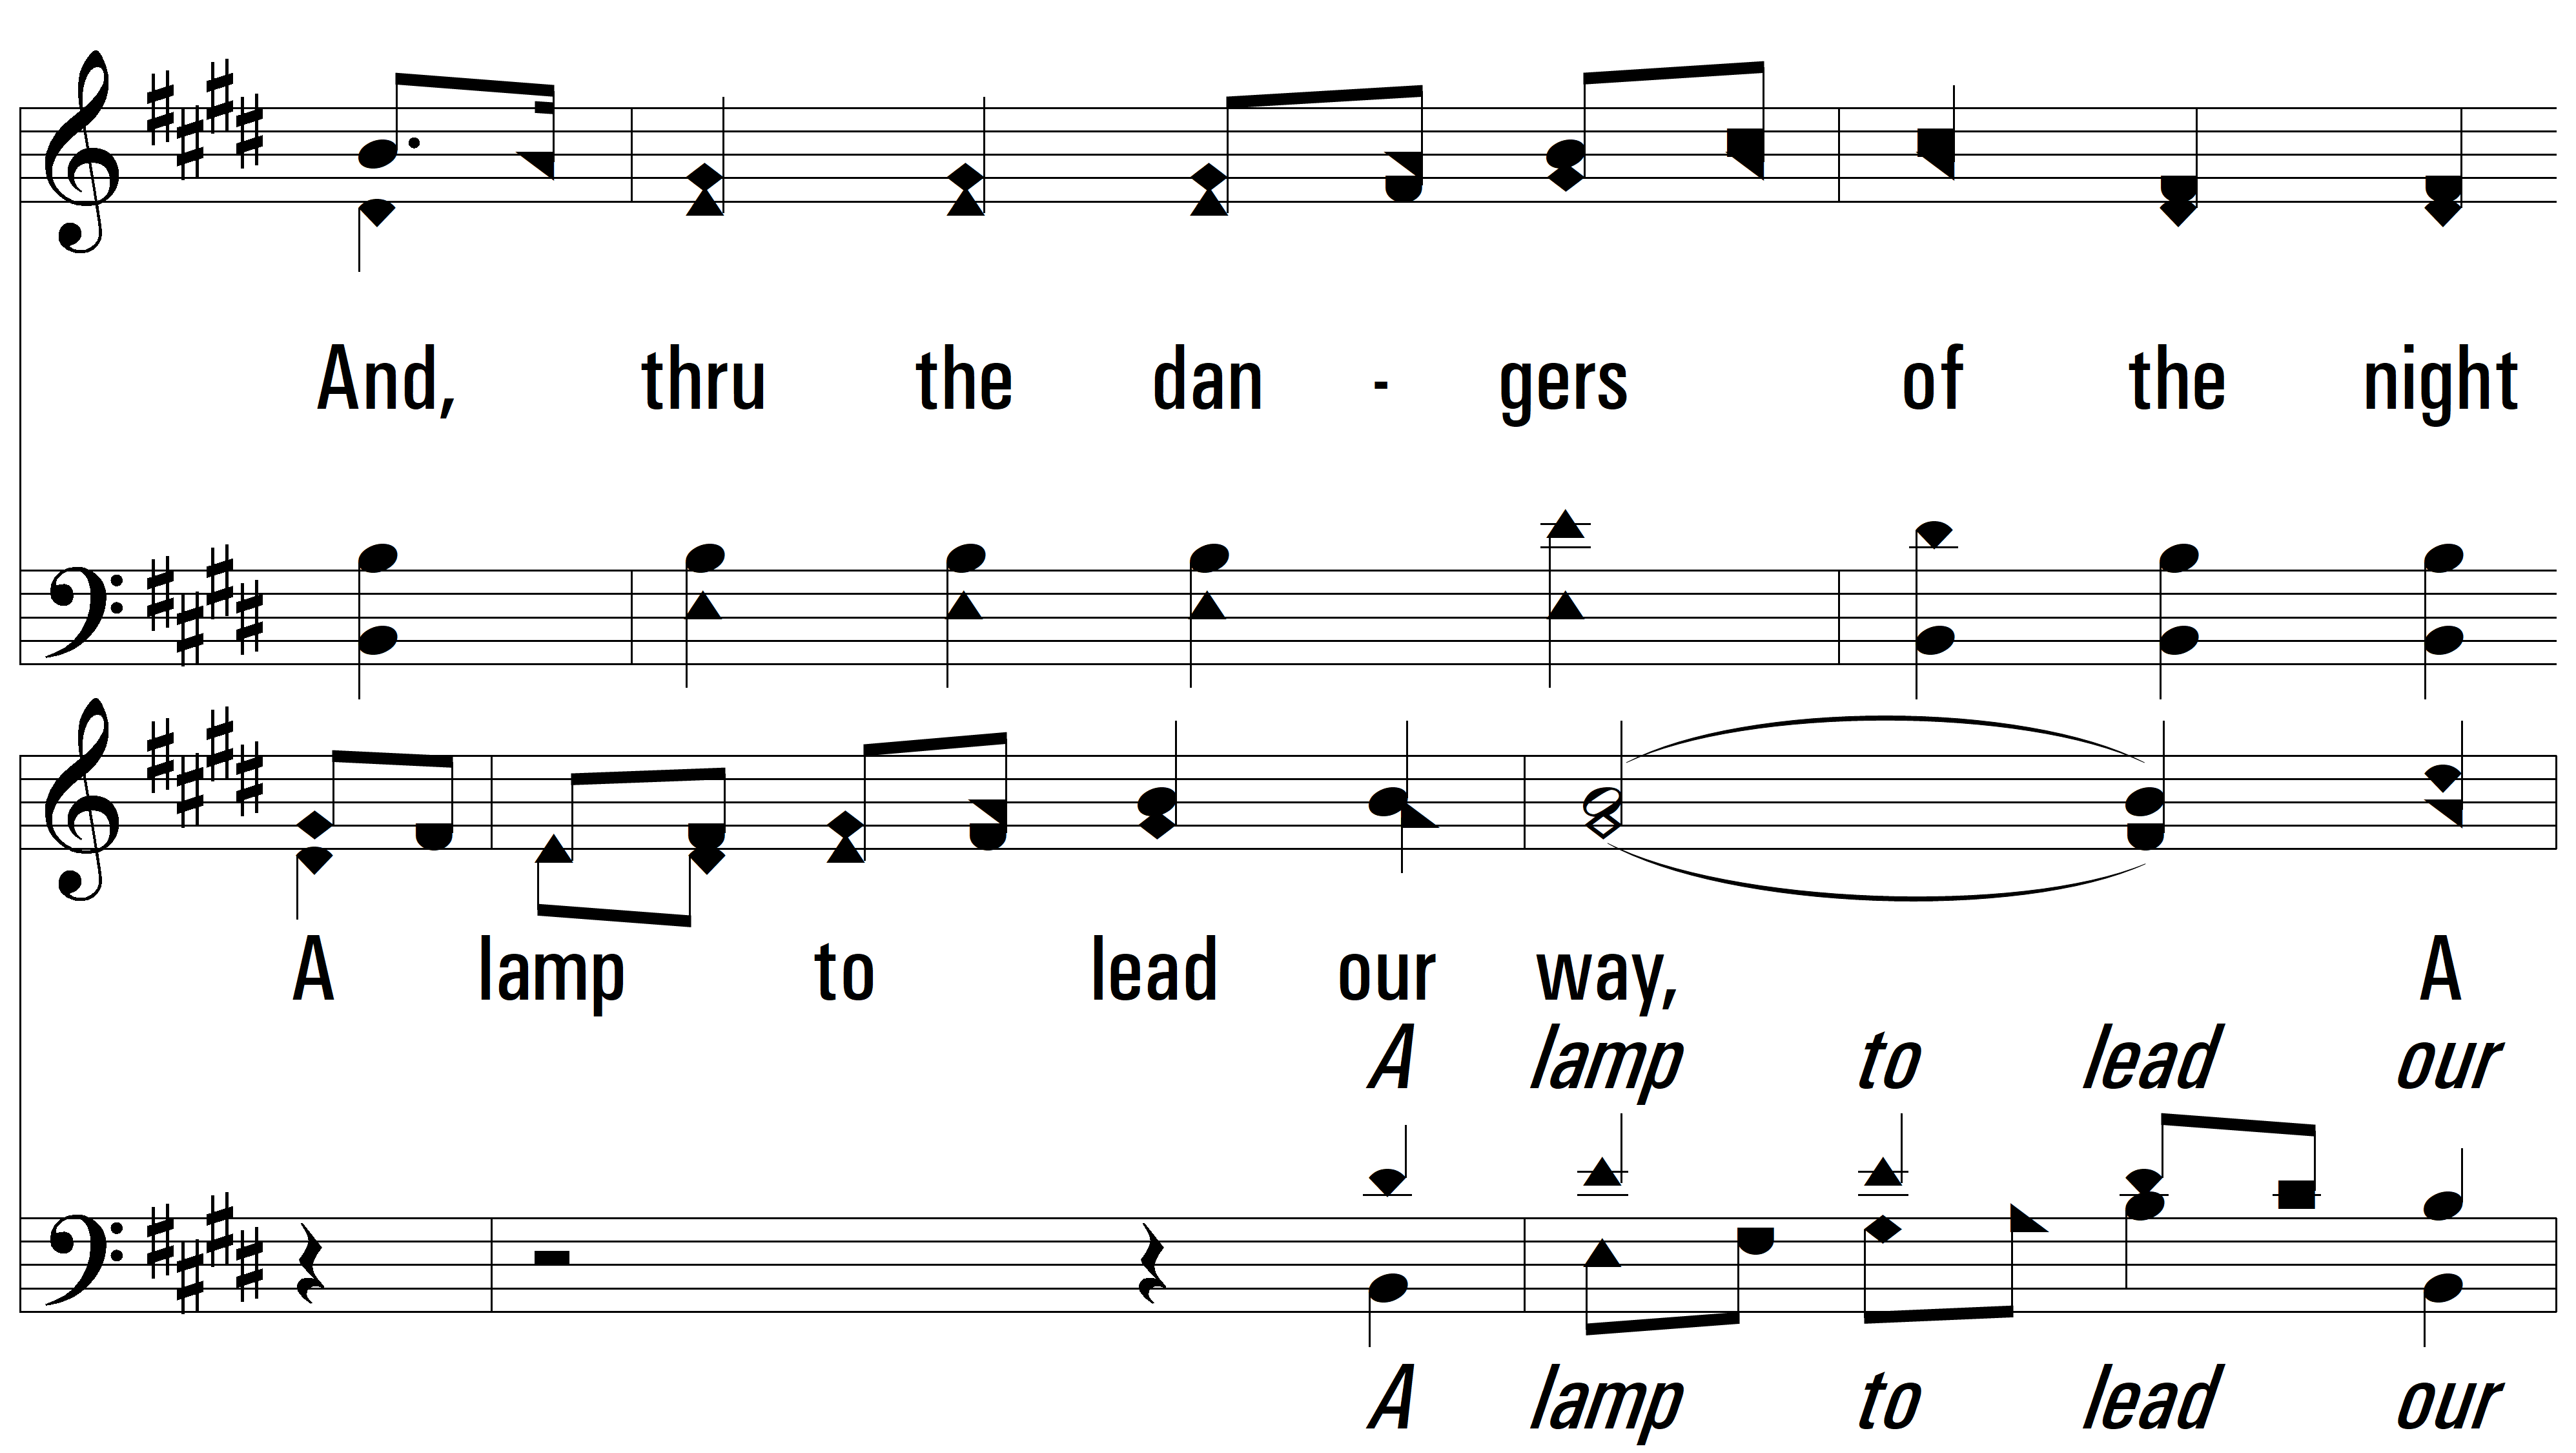 And, thru the dan - gers of the night
A lamp to lead our way, A
A lamp to lead our
A lamp to lead our